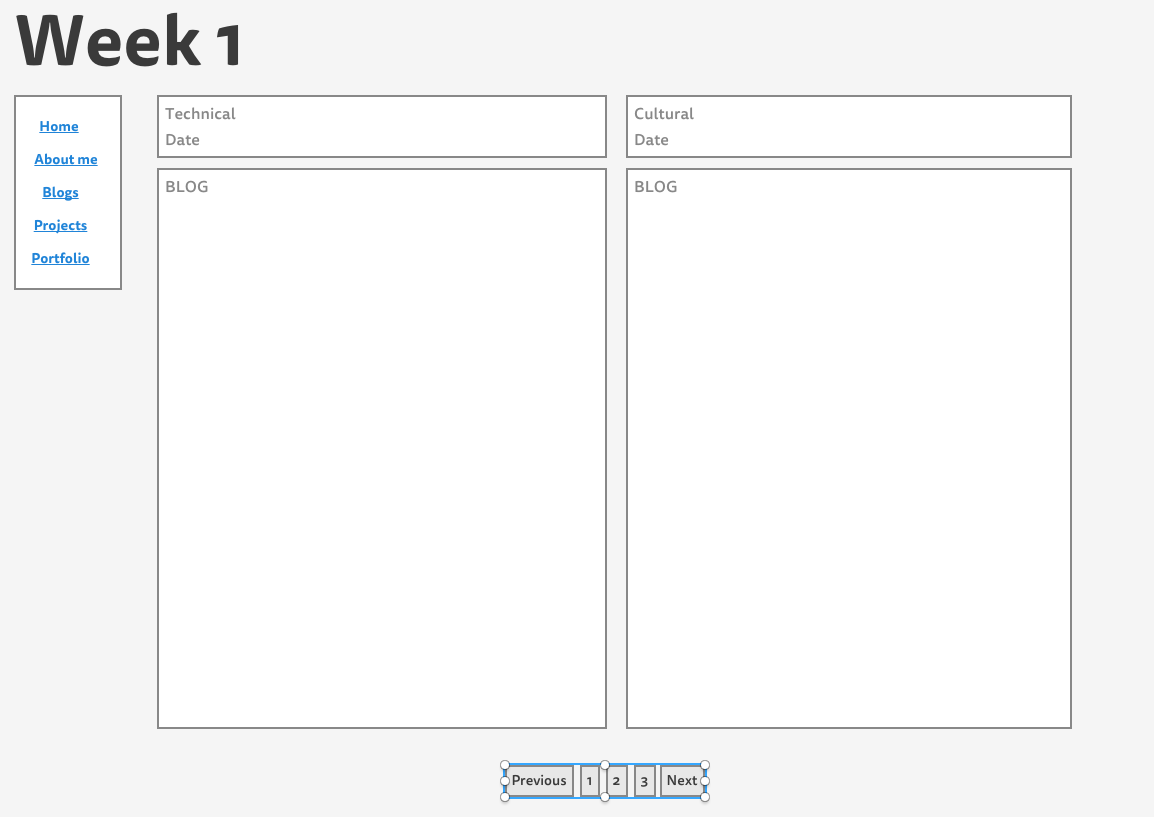 Week 1
Home
About me
Blogs
Projects
Portfolio
Technical
Date
BLOG
Cultural
Date
BLOG
Previous 1 2 3 Next